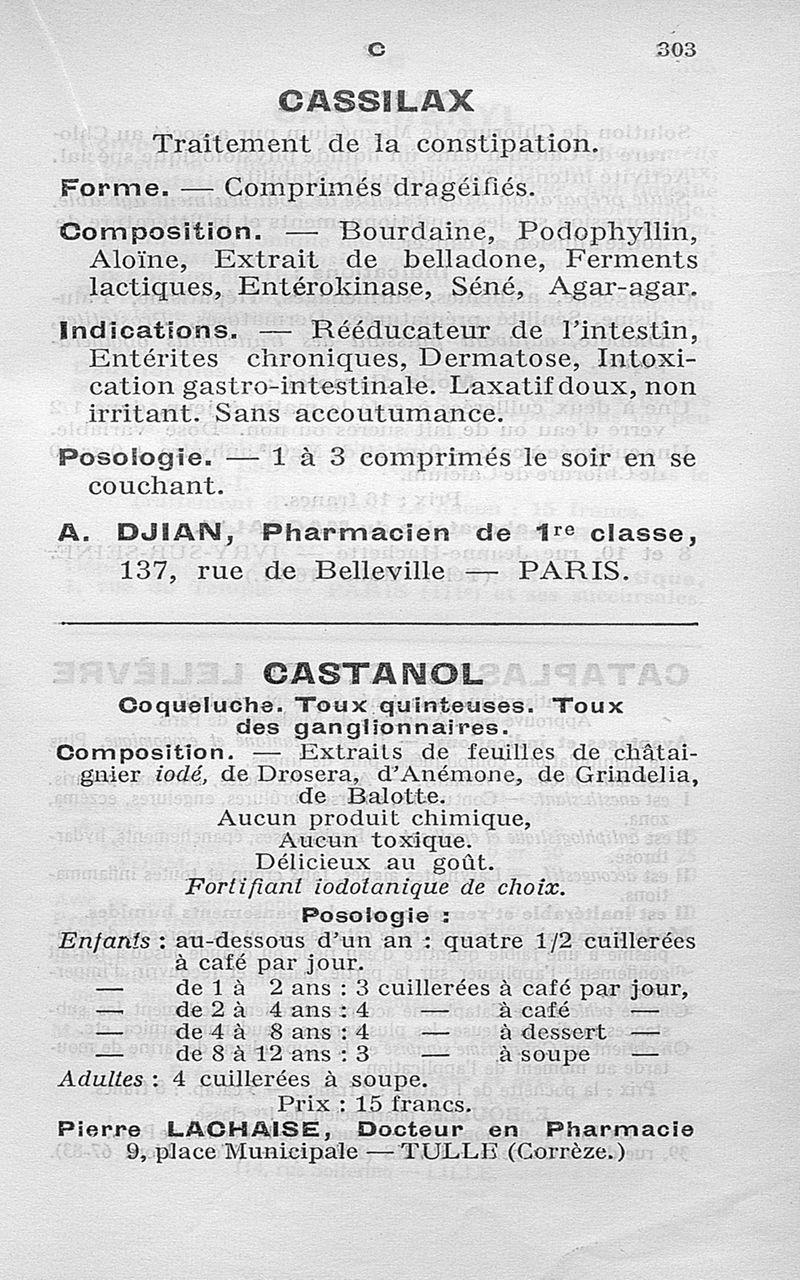 C 303
CASSILAX
Traitement de la constipation.
Forme. — Comprimés dragéifiés.
Composition. — Bourdaine, Podophyllin,
Aloïne, Extrait de belladone, Ferments
lactiques, Entérokinase, Séné, Agar-agar.
Indications. — Rééducateur de l'intestin,
Entérites chroniques, Dermatose, Intoxi-
cation gastro-intestinale. Laxatif doux, non
irritant. Sans accoutumance.
Posologie. — 1 à 3 comprimés le soir en se
couchant.
A. DJIAN, Pharmacien de 1re classe,
137, rue de Belleville — PARIS.
CASTANOL
Coqueluche. Toux quinteuses. Toux
des ganglionnaires.
Composition. — Extraits de feuilles de châtai-
gnier iodé, de Drosera, d'Anémone, de Grindelia,
de Balotte.
Aucun produit chimique,
Aucun toxique.
Délicieux au goût.
Fortifiant iodotanique de choix.
Posologie :
Enfants : au-dessous d'un an : quatre 1/2 cuillerées
à café par jour.
— de 1 à 2 ans : 3 cuillerées à café par jour,
— de 2 à 4 ans : 4 — à café —
— de 4 à 8 ans : 4 — à dessert —
— de 8 à 12 ans : 3 — à soupe —
Adultes : 4 cuillerées à soupe.
Prix : 15 francs.
Pierre LACHAISE, Docteur en Pharmacie
9, place Municipale — TULLE (Corrèze.)